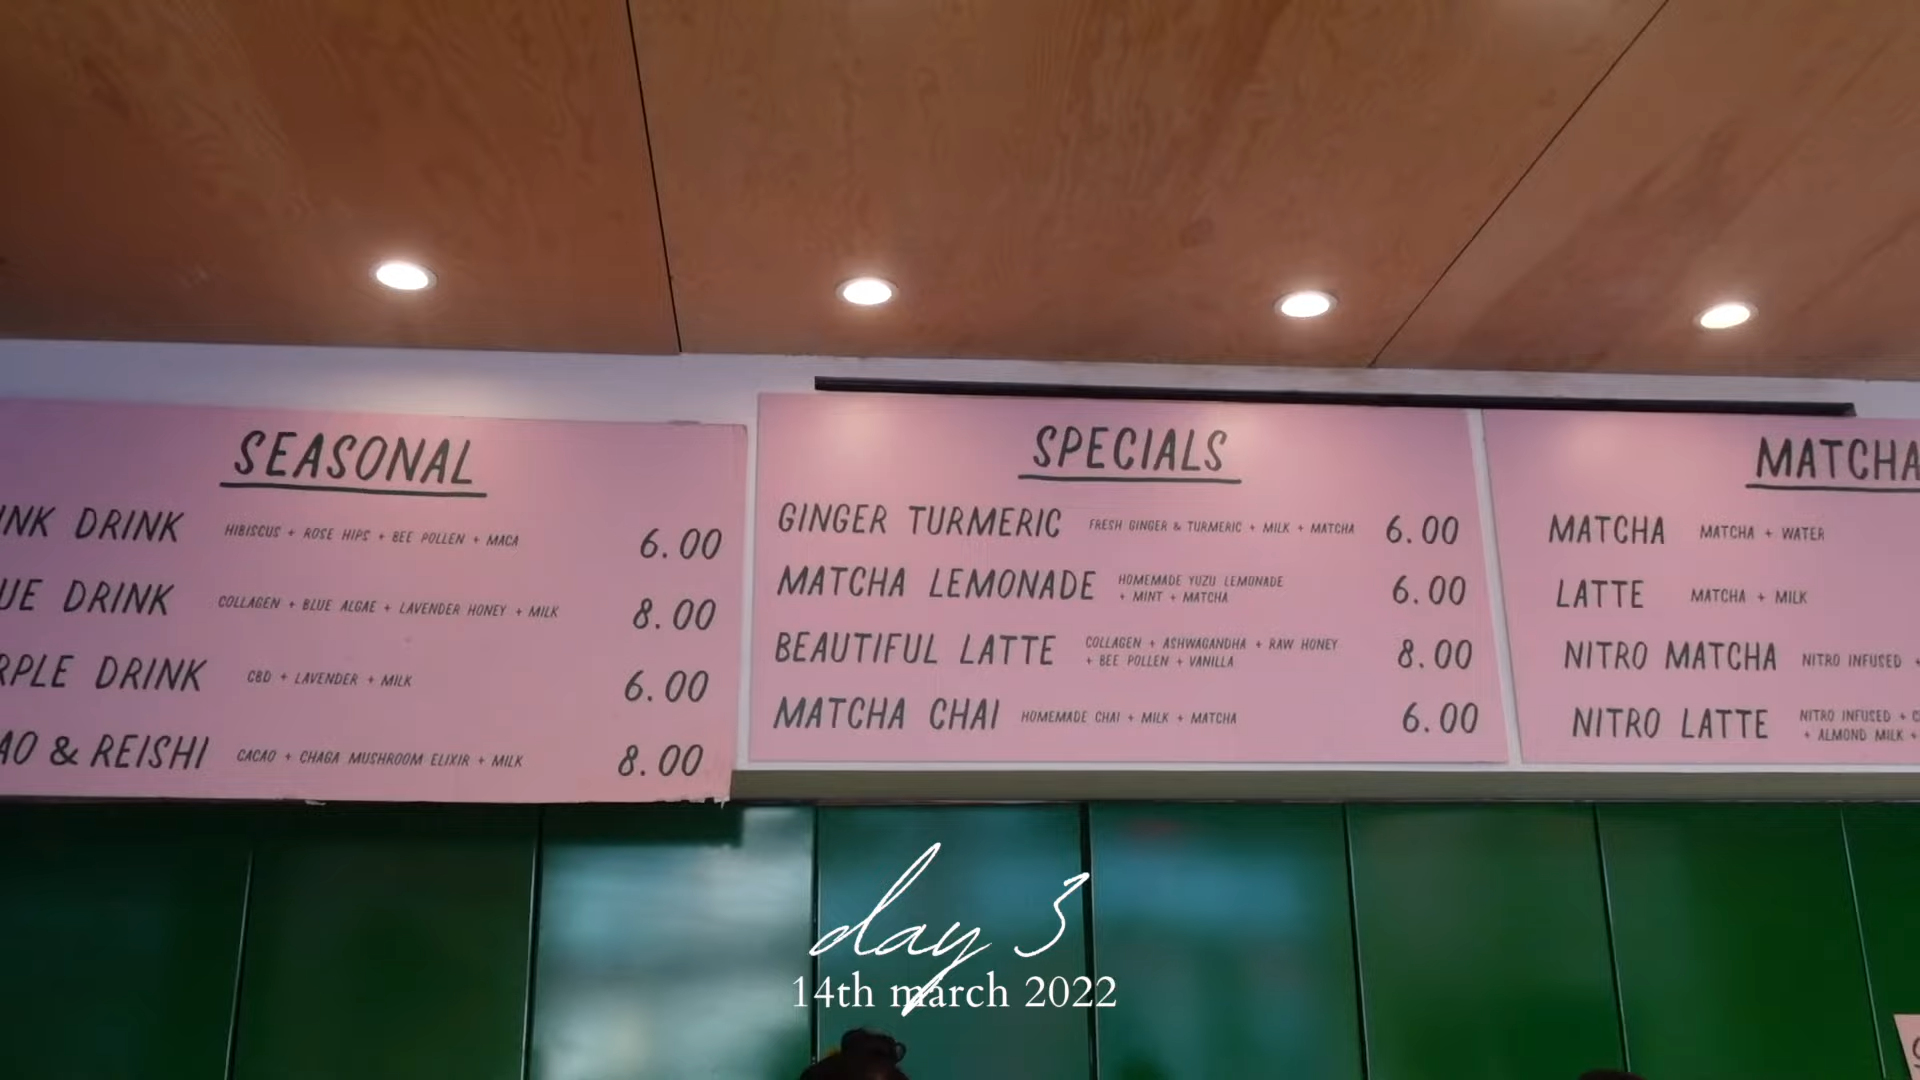 SEASONAL
INK DRINK HIBISCUS + ROSE HIPS + BEE POLLEN + MACA 6.00
UE DRINK COLLAGEN + BLUE ALGAE + LAVENDER HONEY + MILK 8.00
RPLE DRINK CBD + LAVENDER + MILK 6.00
AO & REISHI CACAO + CHAGA MUSHROOM ELIXIR + MILK 8.00
SPECIALS
GINGER TURMERIC FRESH GINGER & TURMERIC + MILK + MATCHA 6.00
MATCHA LEMONADE HOMEMADE YUZU LEMONADE
+ MINT + MATCHA 6.00
BEAUTIFUL LATTE COLLAGEN + ASHWAGANDHA + RAW HONEY
+ BEE POLLEN + VANILLA 8.00
MATCHA CHAI HOMEMADE CHAI + MILK + MATCHA 6.00
MATCHA
MATCHA MATCHA + WATER
LATTE MATCHA + MILK
NITRO MATCHA NITRO INFUSED +
NITRO LATTE NITRO INFUSED + C
+ ALMOND MILK +
day 3
14th march 2022